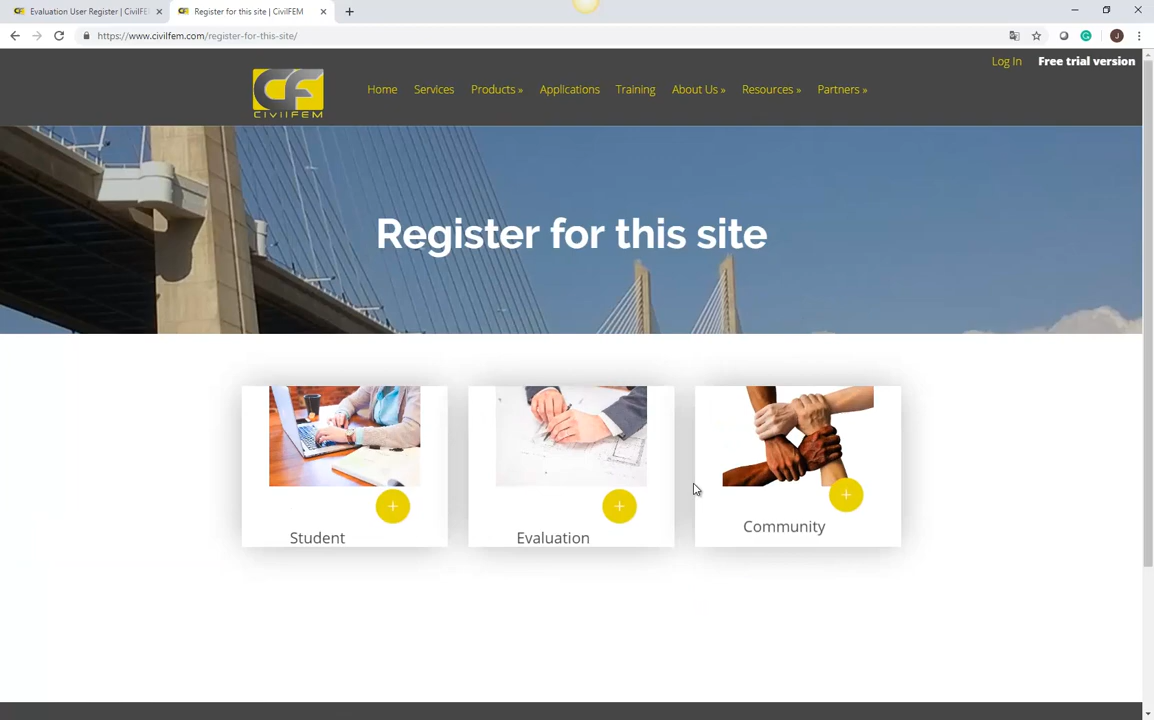 Evaluation User Register | CivilFE
Register for this site | CivilFEM
https://www.civilfem.com/register-for-this-site/
J
Log In
Free trial version
CF
CIVILFEM
Home
Services
Products »
Applications
Training
About Us »
Resources »
Partners »
Register for this site
Student
Evaluation
Community